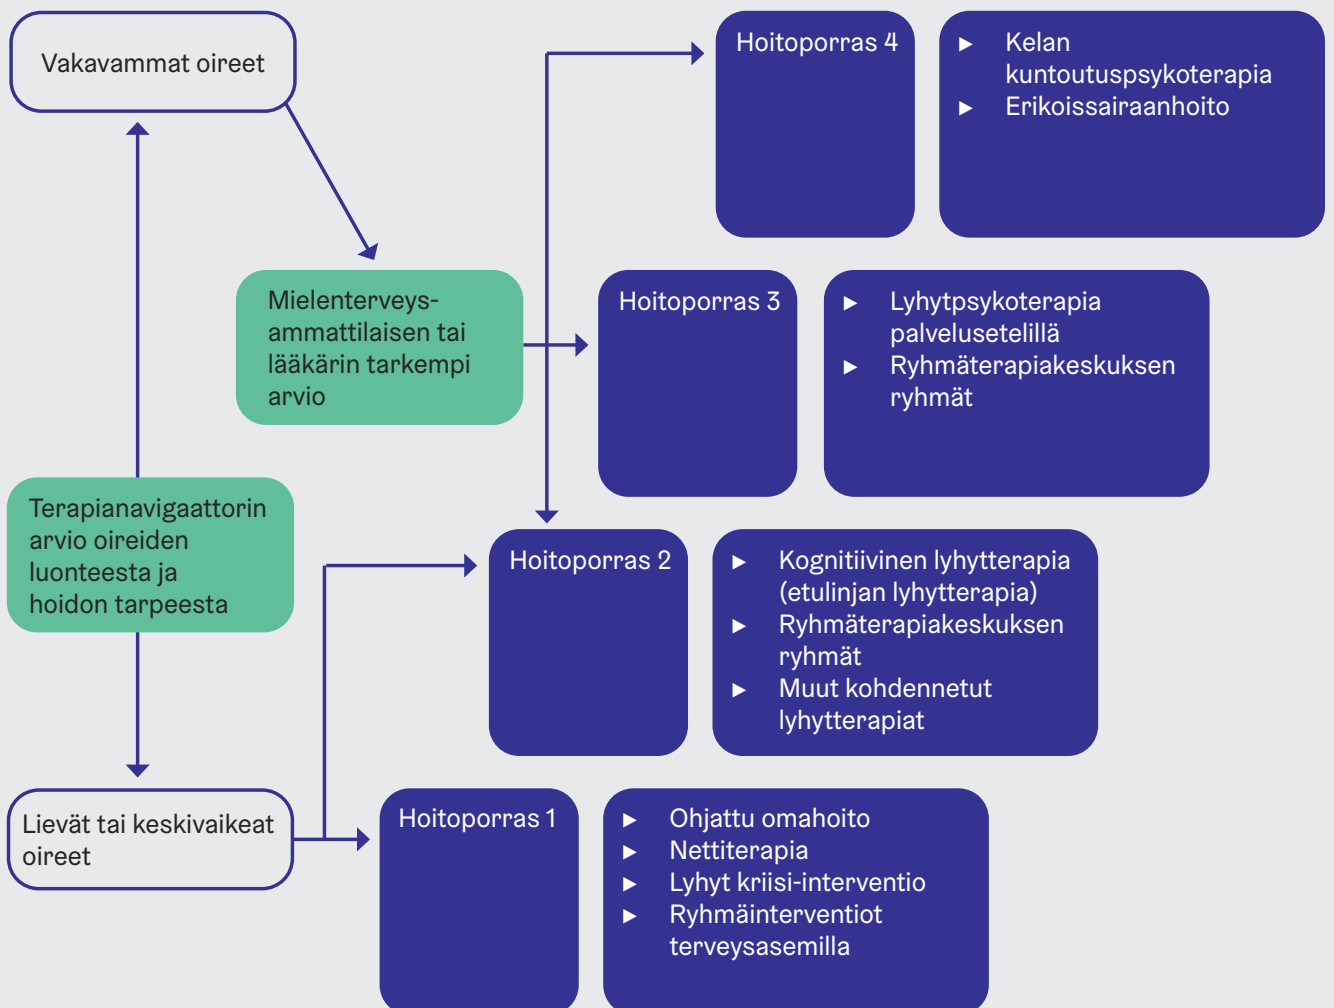 Vakavammat oireet
Hoitoporras 4
► Kelan
kuntoutuspsykoterapia
► Erikoissairaanhoito
Mielenterveys-
ammattilaisen tai
lääkärin tarkempi
arvio
Hoitoporras 3
► Lyhytpsykoterapia
palvelusetelillä
► Ryhmäterapiakeskuksen
ryhmät
Terapianavigaattorin
arvio oireiden
luonteesta ja
hoidon tarpeesta
Hoitoporras 2
► Kognitiivinen lyhytterapia
(etulinjan lyhytterapia)
► Ryhmäterapiakeskuksen
ryhmät
► Muut kohdennetut
lyhytterapiat
Lievät tai keskivaikeat
oireet
Hoitoporras 1
► Ohjattu omahoito
► Nettiterapia
► Lyhyt kriisi-interventio
► Ryhmäinterventiot
terveysasemilla